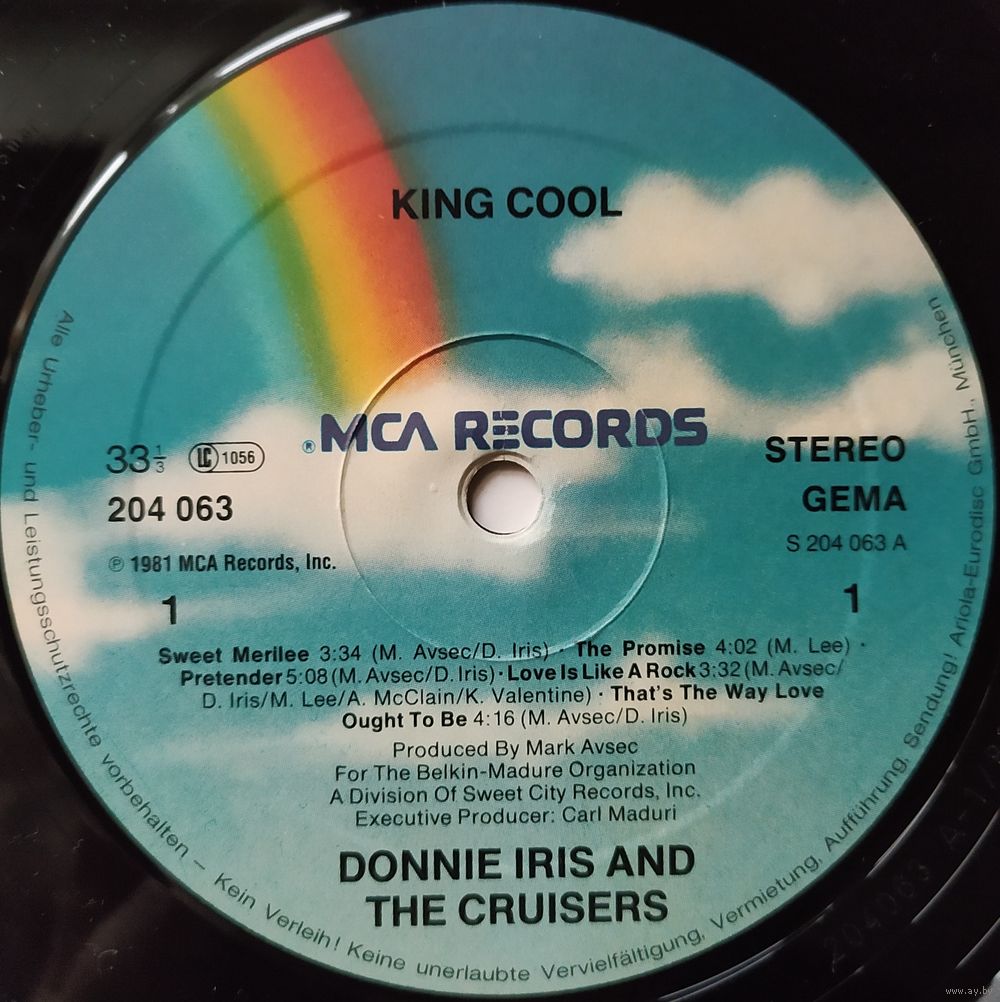 KING COOL
® MCA RECORDS
33 1/3 LC 1056
204 063
℗ 1981 MCA Records, Inc.
1
STEREO
GEMA
S 204 063 A
1
Sweet Merilee 3:34 (M. Avsec/D. Iris) · The Promise 4:02 (M. Lee) ·
Pretender 5:08 (M. Avsec/D. Iris) · Love Is Like A Rock 3:32 (M. Avsec/
D. Iris/M. Lee/A. McClain/K. Valentine) · That's The Way Love
Ought To Be 4:16 (M. Avsec/D. Iris)
Produced By Mark Avsec
For The Belkin-Madure Organization
A Division Of Sweet City Records, Inc.
Executive Producer: Carl Maduri
DONNIE IRIS AND
THE CRUISERS
Alle Urheber- und Leistungsschutzrechte vorbehalten – Kein Verleih! Keine unerlaubte Vervielfältigung, Vermietung, Aufführung, Sendung! Ariola-Eurodisc GmbH., München
www.ay.by